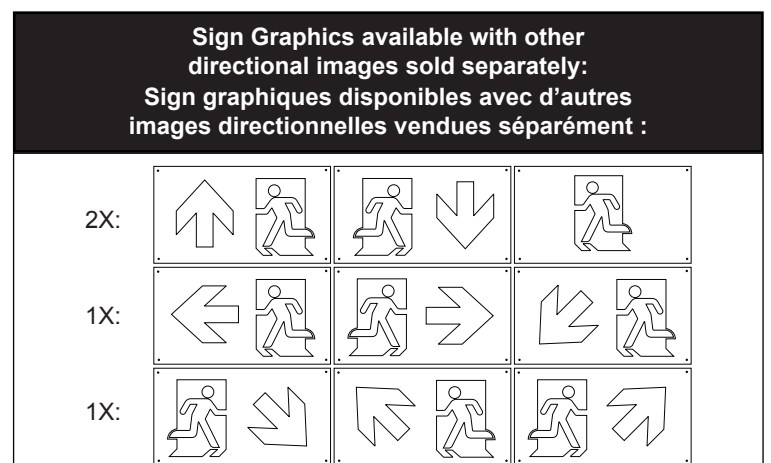 Sign Graphics available with other
directional images sold separately:
Sign graphiques disponibles avec d’autres
images directionnelles vendues séparément :
2X:
1X:
1X: